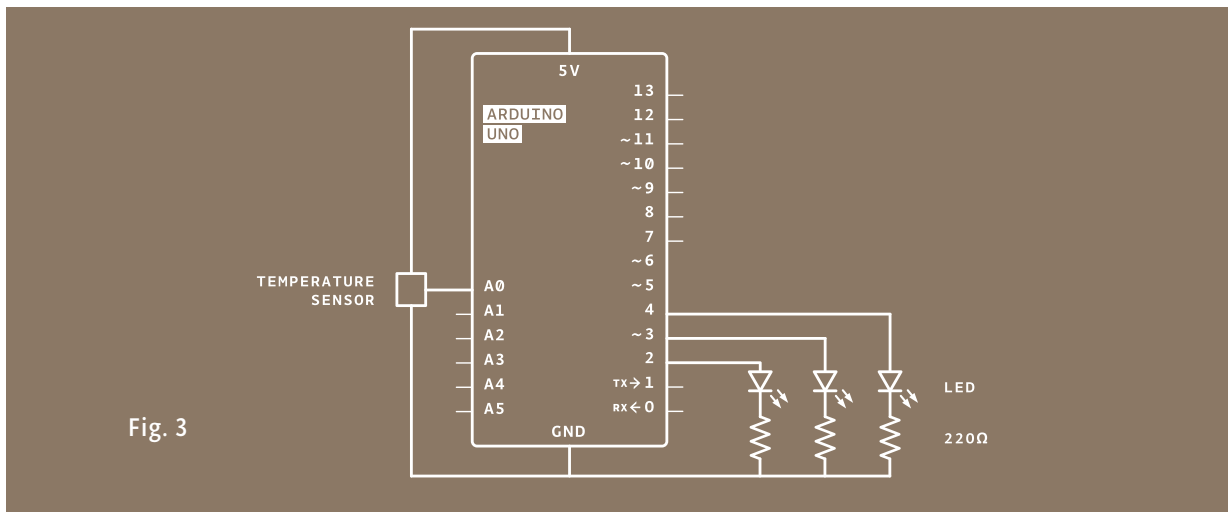 5V
ARDUINO
UNO
13
12
~11
~10
~9
8
7
~6
~5
4
~3
2
TX→1
RX←0
TEMPERATURE
SENSOR
A0
A1
A2
A3
A4
A5
GND
LED
220Ω
Fig. 3